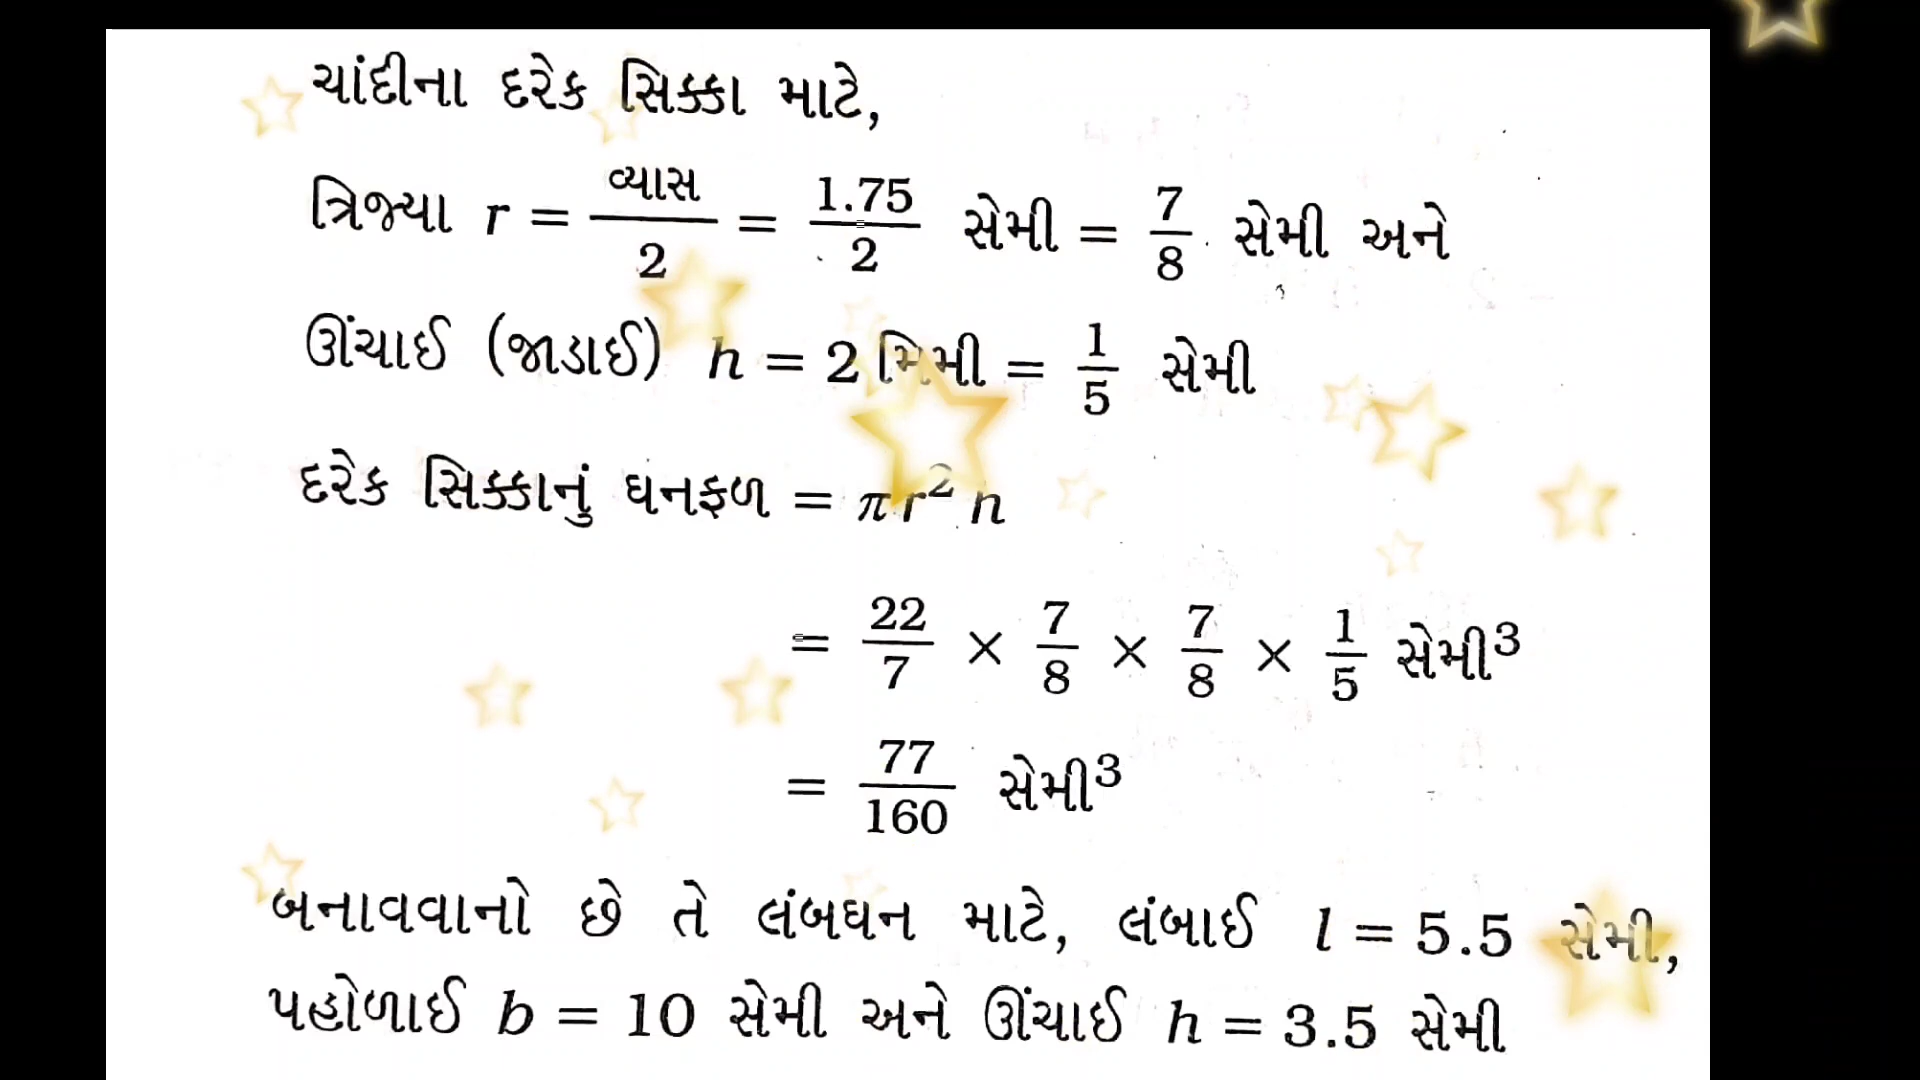 ચાંદીના દરેક સિક્કા માટે,
ત્રિજ્યા r = વ્યાસ/2 = 1.75/2 સેમી = 7/8 સેમી અને
ઊંચાઈ (જાડાઈ) h = 2 મિમી = 1/5 સેમી
દરેક સિક્કાનું ઘનફળ = πr² h
= 22/7 × 7/8 × 7/8 × 1/5 સેમી³
= 77/160 સેમી³
બનાવવાનો છે તે લંબઘન માટે, લંબાઈ l = 5.5 સેમી,
પહોળાઈ b = 10 સેમી અને ઊંચાઈ h = 3.5 સેમી